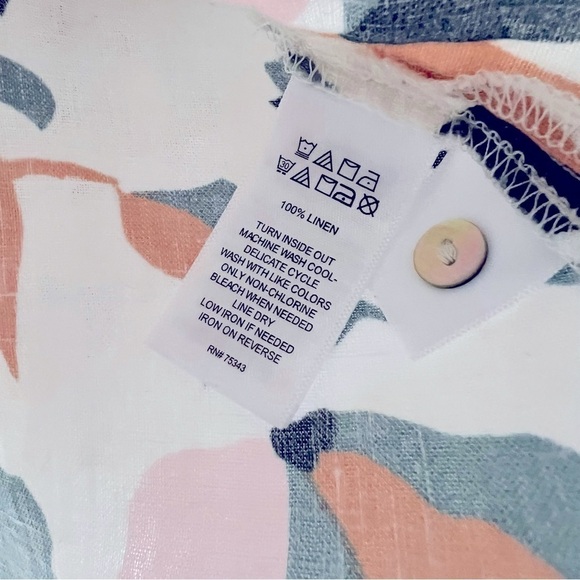 30
100% LINEN
TURN INSIDE OUT
MACHINE WASH COOL-
DELICATE CYCLE
WASH WITH LIKE COLORS
ONLY NON-CHLORINE
BLEACH WHEN NEEDED
LINE DRY
LOW IRON IF NEEDED
IRON ON REVERSE
RN# 75343